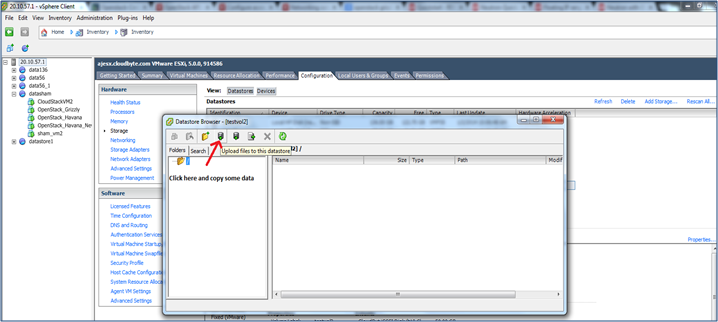 20.10.57.1 - vSphere Client
File Edit View Inventory Administration Plug-ins Help
Home Inventory Inventory
20.10.57.1
data136
data56
data56_1
datasham
CloudStackVM2
OpenStack_Grizzly
OpenStack_Havana
OpenStack_Havana_Nev
sham_vm2
datastore1
ajesx.cloudbyte.com VMware ESXi, 5.0.0, 914586
Getting Started Summary Virtual Machines Resource Allocation Performance Configuration Local Users & Groups Events Permissions
Hardware
Health Status
Processors
Memory
Storage
Networking
Storage Adapters
Network Adapters
Advanced Settings
Power Management
Software
Licensed Features
Time Configuration
DNS and Routing
Authentication Services
Virtual Machine Startup
Virtual Machine Swapfile
Security Profile
Host Cache Configuratio
System Resource Allocat
Agent VM Settings
Advanced Settings
View: Datastores Devices
Datastores Refresh Delete Add Storage... Rescan All...
Identification Device Drive Type Capacity Free Type Last Update Hardware Acceleration
Datastore Browser - [testvol2]
Folders Search
Upload files to this datastore
l2] /
/
Click here and copy some data
Name Size Type Path Modif
Properties...
Fixed (VMware)